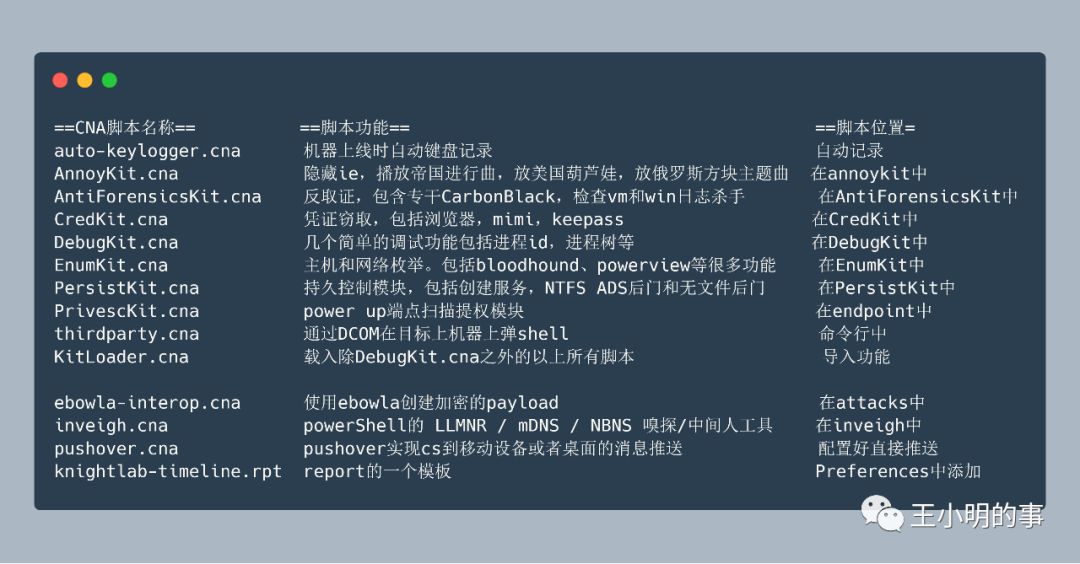 ==CNA脚本名称== ==脚本功能== ==脚本位置=
auto-keylogger.cna 机器上线时自动键盘记录 自动记录
AnnoyKit.cna 隐藏ie，播放帝国进行曲，放美国葫芦娃，放俄罗斯方块主题曲 在annoykit中
AntiForensicsKit.cna 反取证，包含专干CarbonBlack，检查vm和win日志杀手 在AntiForensicsKit中
CredKit.cna 凭证窃取，包括浏览器，mimi，keepass 在CredKit中
DebugKit.cna 几个简单的调试功能包括进程id，进程树等 在DebugKit中
EnumKit.cna 主机和网络枚举。包括bloodhound、powerview等很多功能 在EnumKit中
PersistKit.cna 持久控制模块，包括创建服务，NTFS ADS后门和无文件后门 在PersistKit中
PrivescKit.cna power up端点扫描提权模块 在endpoint中
thirdparty.cna 通过DCOM在目标上机器上弹shell 命令行中
KitLoader.cna 载入除DebugKit.cna之外的以上所有脚本 导入功能
ebowla-interop.cna 使用ebowla创建加密的payload 在attacks中
inveigh.cna powerShell的 LLMNR / mDNS / NBNS 嗅探/中间人工具 在inveigh中
pushover.cna pushover实现cs到移动设备或者桌面的消息推送 配置好直接推送
knightlab-timeline.rpt report的一个模板 Preferences中添加
王小明的事